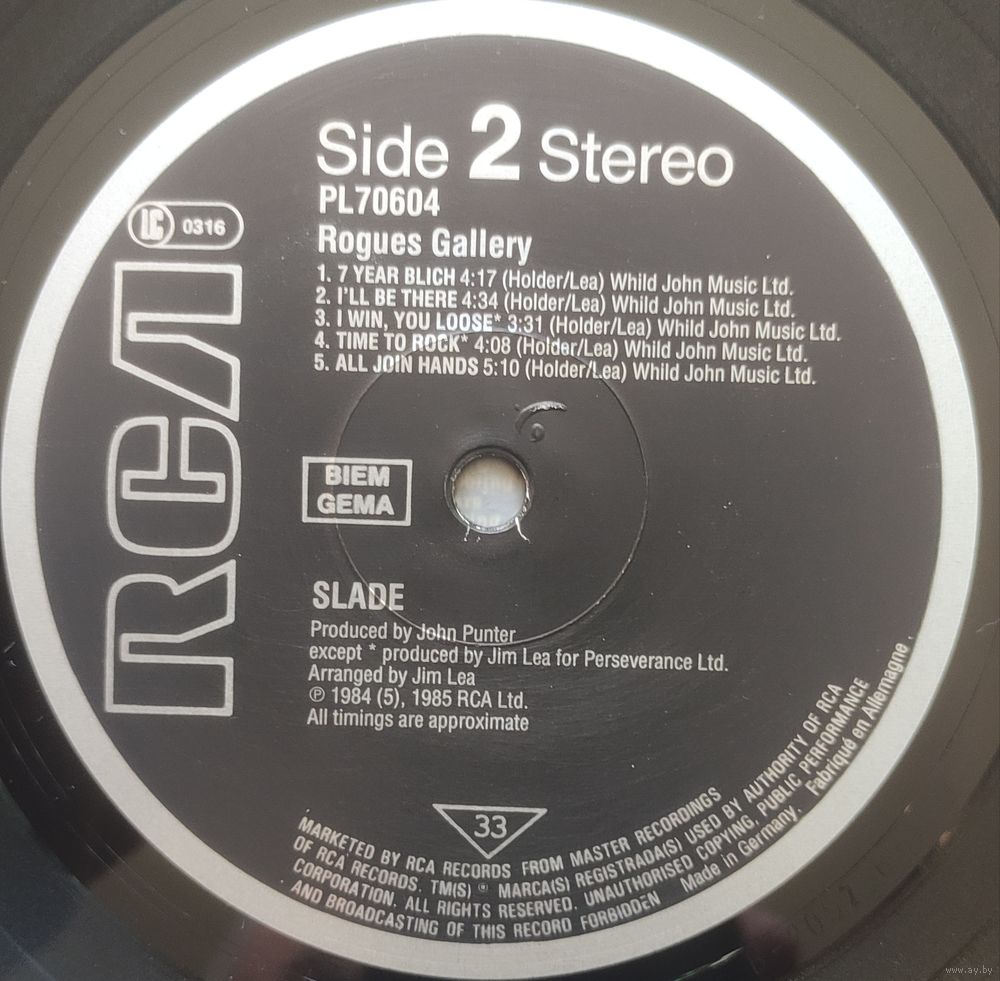 Side 2 Stereo
PL70604
LC 0316
Rogues Gallery
1. 7 YEAR BLICH 4:17 (Holder/Lea) Whild John Music Ltd.
2. I'LL BE THERE 4:34 (Holder/Lea) Whild John Music Ltd.
3. I WIN, YOU LOOSE* 3:31 (Holder/Lea) Whild John Music Ltd.
4. TIME TO ROCK* 4:08 (Holder/Lea) Whild John Music Ltd.
5. ALL JOIN HANDS 5:10 (Holder/Lea) Whild John Music Ltd.
RCA
BIEM
GEMA
SLADE
Produced by John Punter
except * produced by Jim Lea for Perseverance Ltd.
Arranged by Jim Lea
℗ 1984 (5), 1985 RCA Ltd.
All timings are approximate
33
MARKETED BY RCA RECORDS FROM MASTER RECORDINGS
OF RCA RECORDS, TM(S) ® MARCA(S) REGISTRADA(S) USED BY AUTHORITY OF RCA
CORPORATION. ALL RIGHTS RESERVED. UNAUTHORISED COPYING, PUBLIC PERFORMANCE
AND BROADCASTING OF THIS RECORD FORBIDDEN Made in Germany. Fabriqué en Allemagne.
www.ay.by